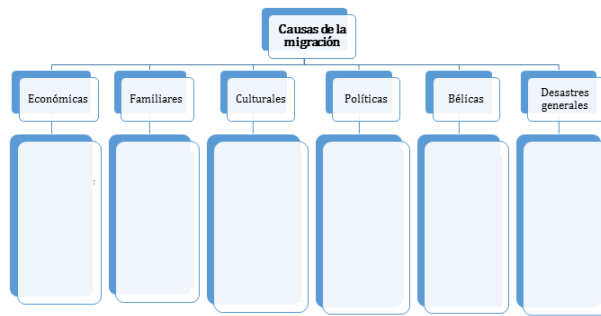 Causas de la
migración
Económicas
Familiares
Culturales
Políticas
Bélicas
Desastres
generales